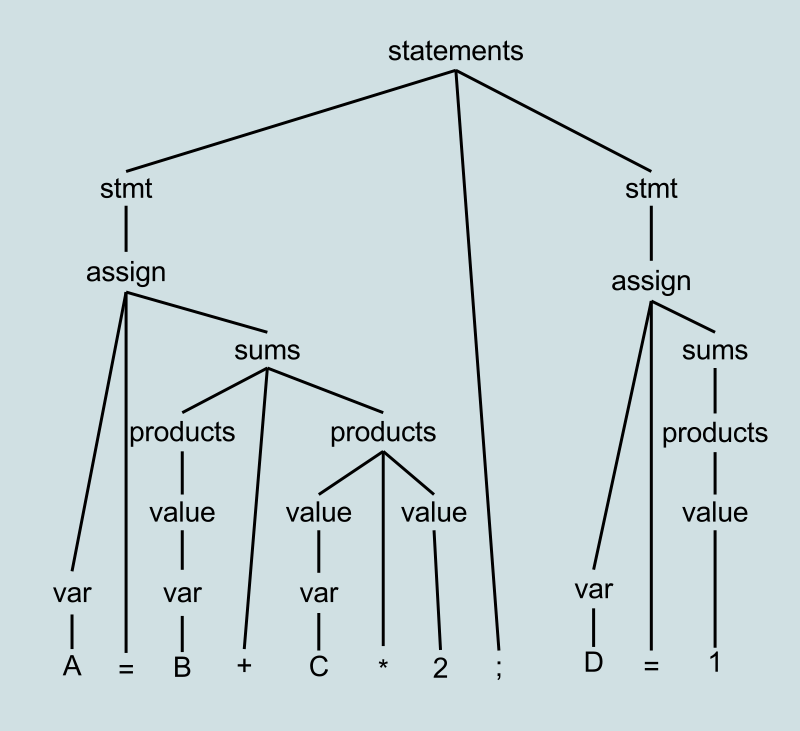 statements
stmt stmt
assign assign
sums sums
products products products
value value value value
var var var var
A = B + C * 2 ; D = 1